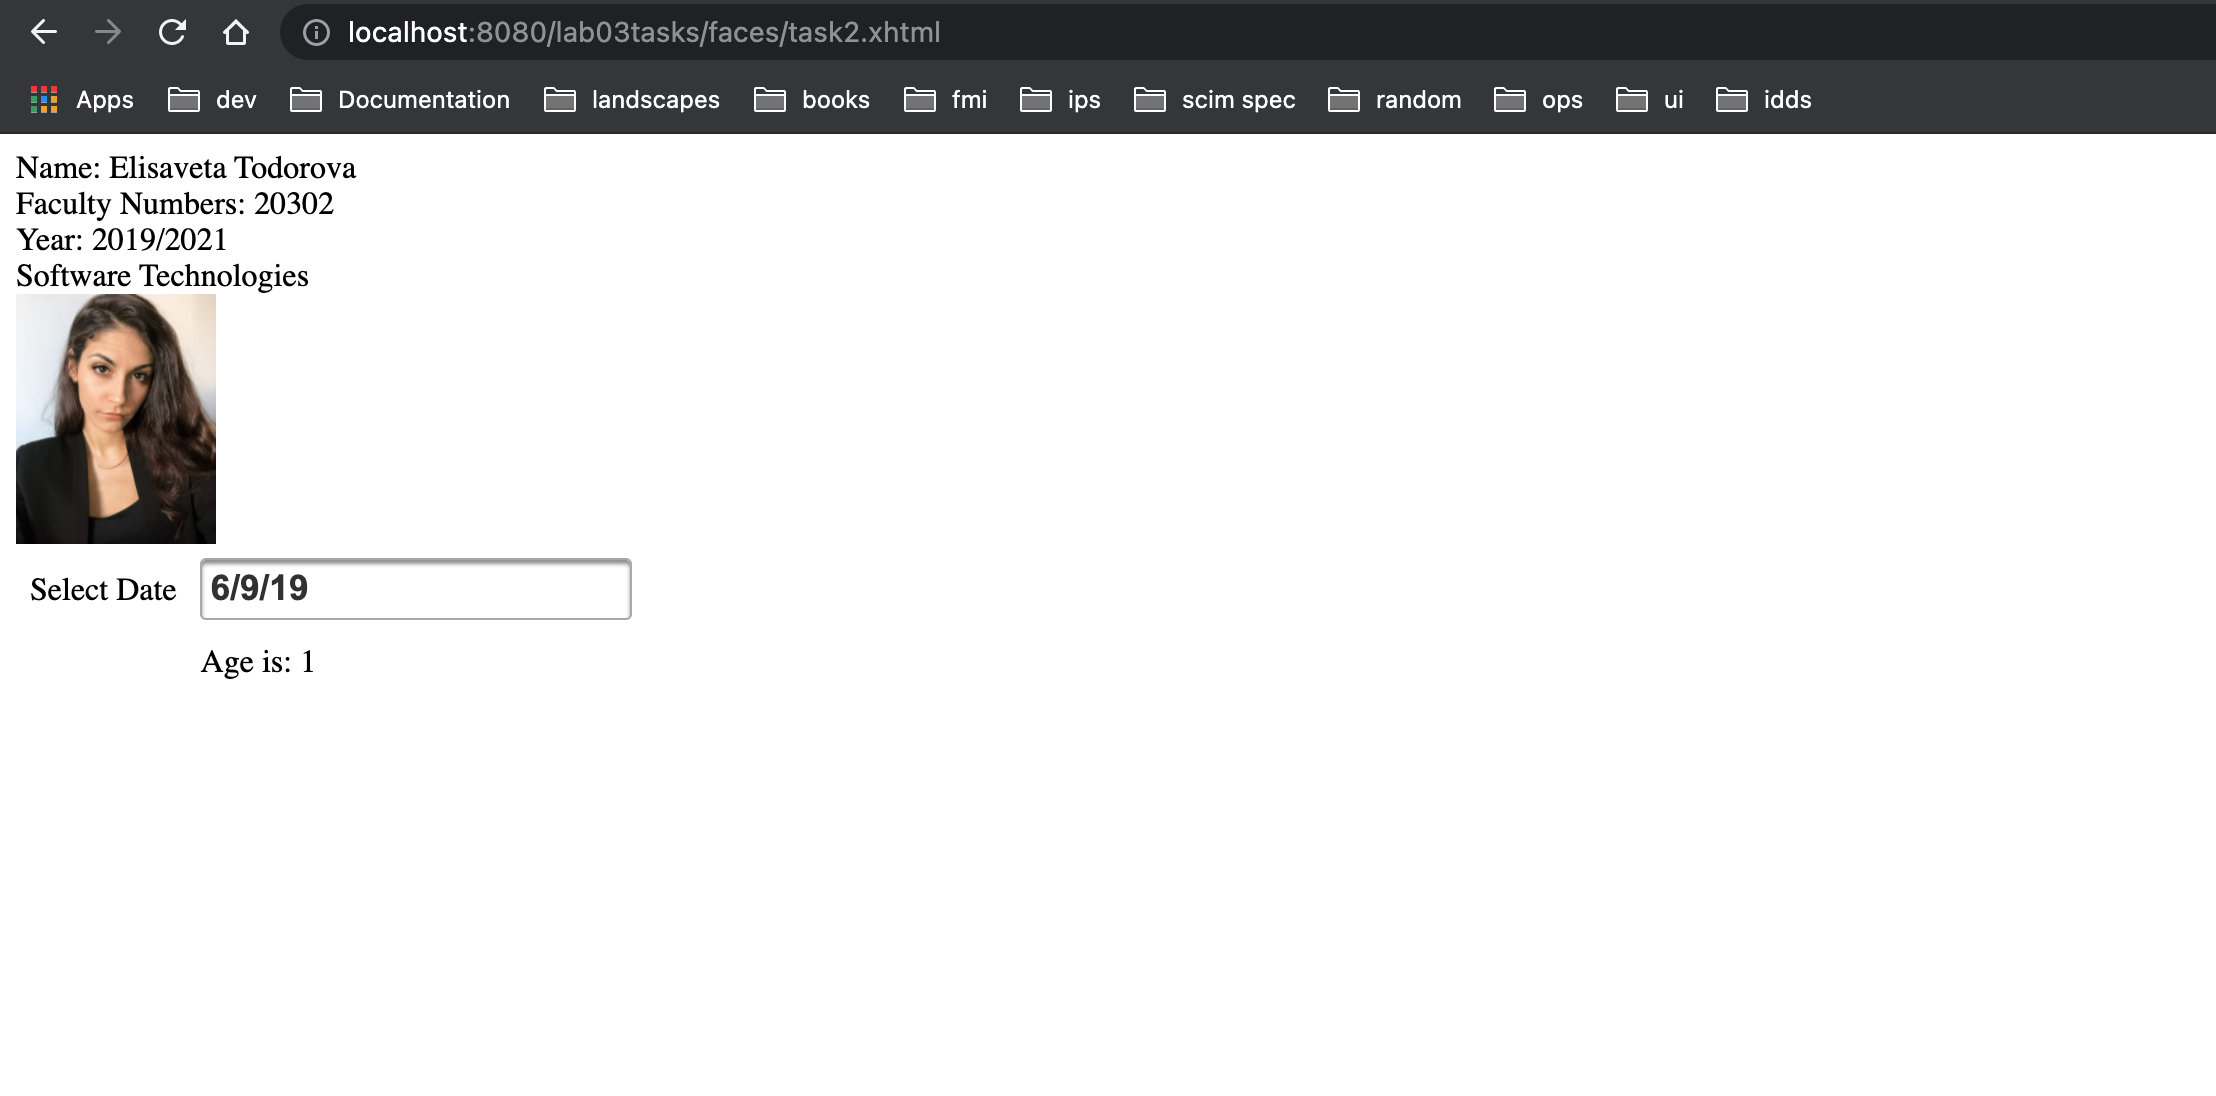 localhost:8080/lab03tasks/faces/task2.xhtml
Apps dev Documentation landscapes books fmi ips scim spec random ops ui idds
Name: Elisaveta Todorova
Faculty Numbers: 20302
Year: 2019/2021
Software Technologies
Select Date 6/9/19
Age is: 1